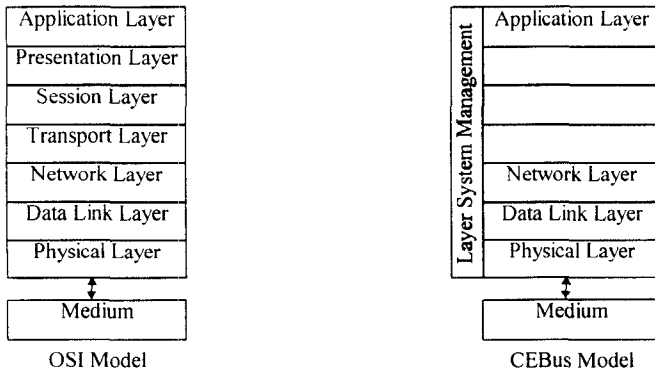 Application Layer
Presentation Layer
Session Layer
Transport Layer
Network Layer
Data Link Layer
Physical Layer
Medium
OSI Model
Layer System Management
Application Layer
Network Layer
Data Link Layer
Physical Layer
Medium
CEBus Model